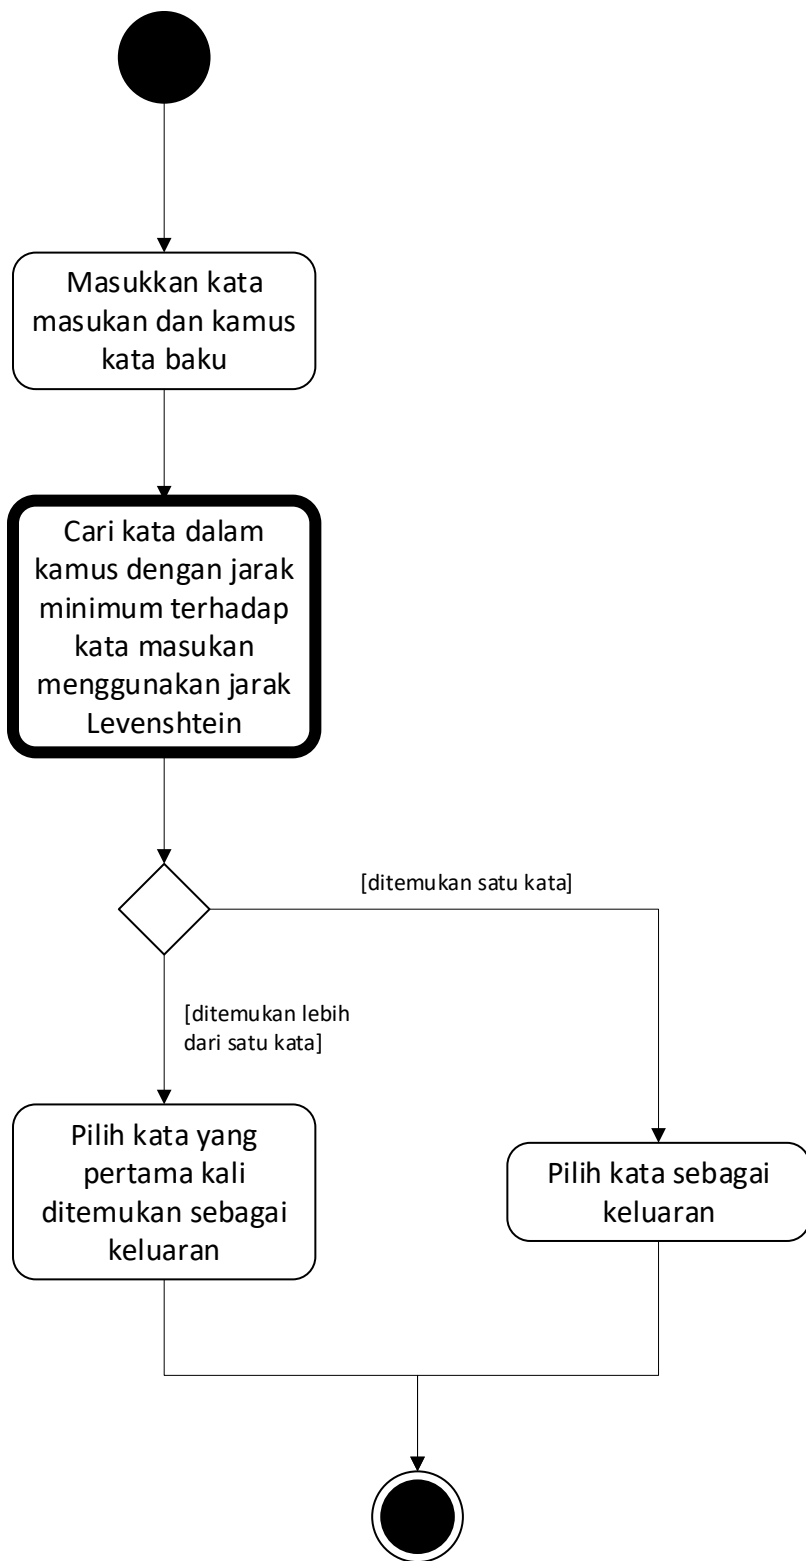 Masukkan kata
masukan dan kamus
kata baku
Cari kata dalam
kamus dengan jarak
minimum terhadap
kata masukan
menggunakan jarak
Levenshtein
[ditemukan satu kata]
[ditemukan lebih
dari satu kata]
Pilih kata yang
pertama kali
ditemukan sebagai
keluaran
Pilih kata sebagai
keluaran